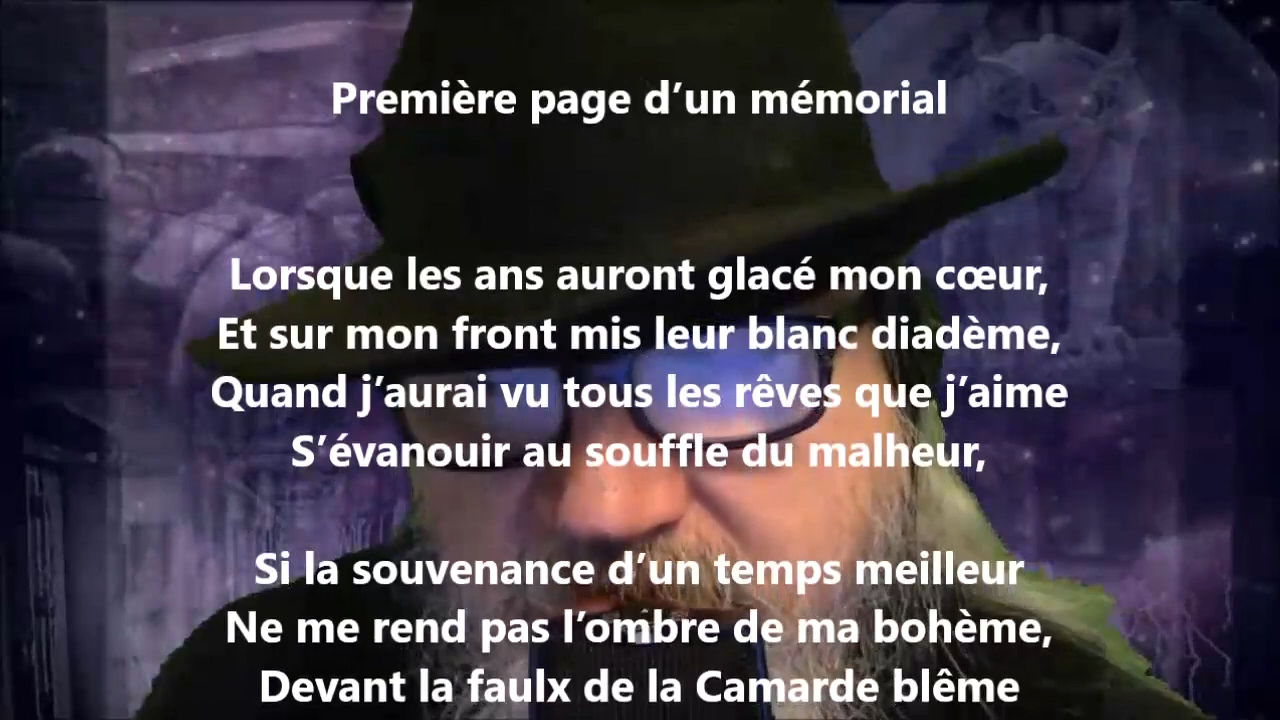 Première page d’un mémorial
Lorsque les ans auront glacé mon cœur,
Et sur mon front mis leur blanc diadème,
Quand j’aurai vu tous les rêves que j’aime
S’évanouir au souffle du malheur,
Si la souvenance d’un temps meilleur
Ne me rend pas l’ombre de ma bohème,
Devant la faulx de la Camarde blême